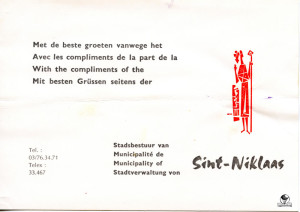 Met de beste groeten vanwege het
Avec les compliments de la part de la
With the compliments of the
Mit besten Grüssen seitens der
Tel. :
03/76.34.71
Telex :
33.467
Stadsbestuur van
Municipalité de
Municipality of
Stadtverwaltung von
Sint-Niklaas